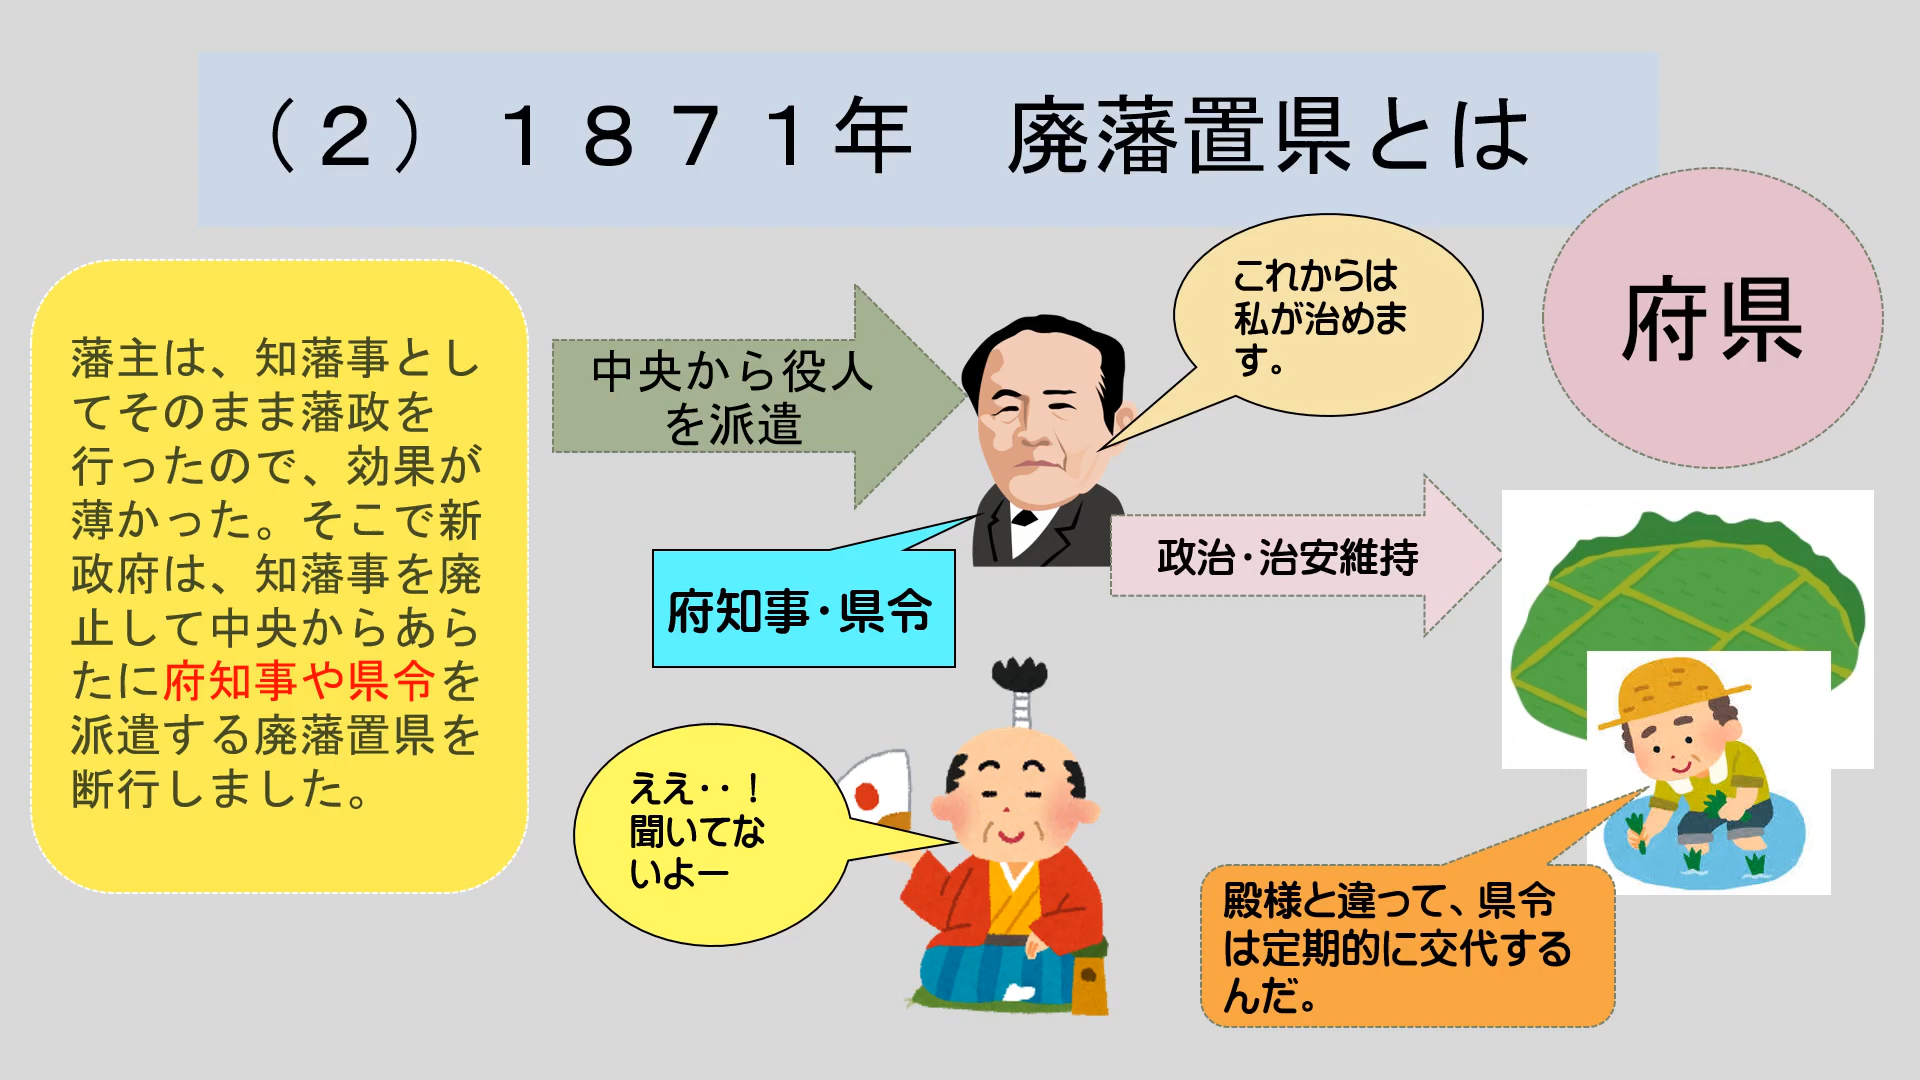 （２）１８７１年　廃藩置県とは
藩主は、知藩事とし
てそのまま藩政を
行ったので、効果が
薄かった。そこで新
政府は、知藩事を廃
止して中央からあら
たに府知事や県令を
派遣する廃藩置県を
断行しました。
中央から役人
を派遣
これからは
私が治めま
す。
府県
府知事・県令
政治・治安維持
ええ・・！
聞いてな
いよー
殿様と違って、県令
は定期的に交代する
んだ。